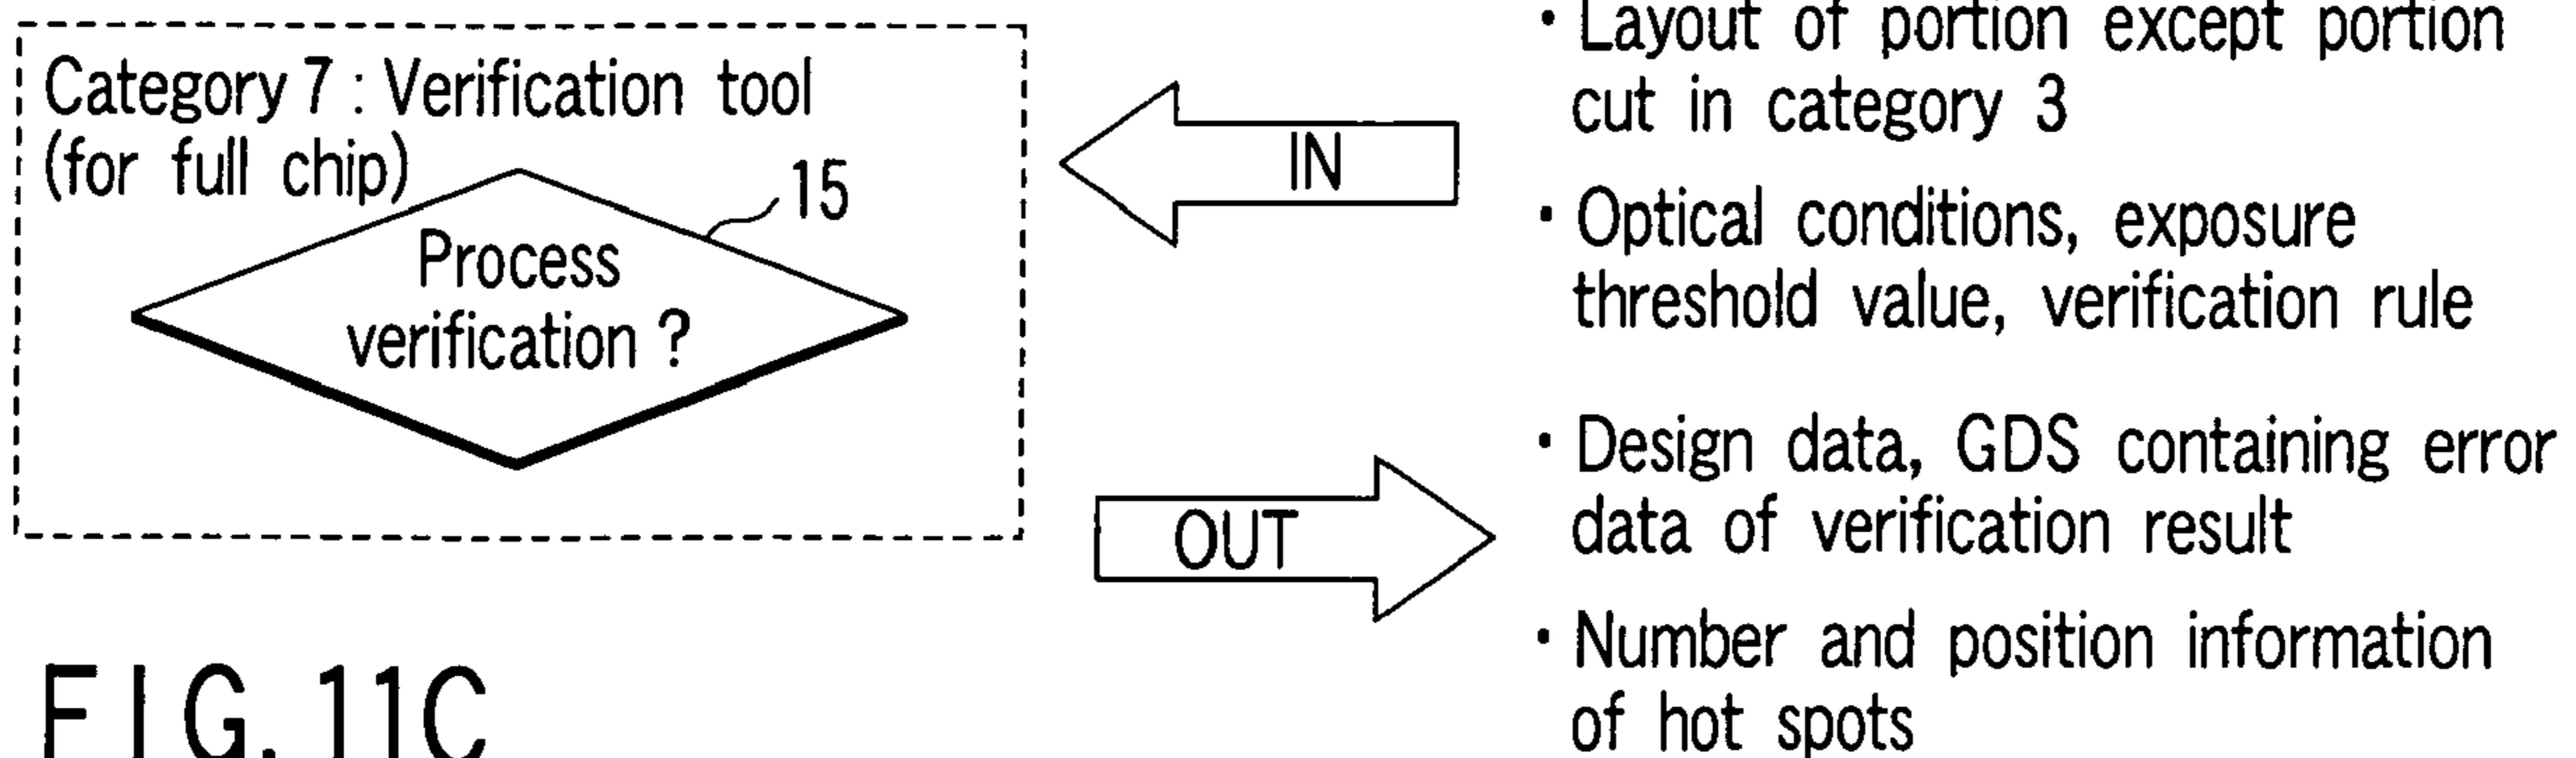 Category 7 : Verification tool
(for full chip)
15
Process
verification ?
IN
OUT
· Layout of portion except portion
cut in category 3
· Optical conditions, exposure
threshold value, verification rule
· Design data, GDS containing error
data of verification result
· Number and position information
of hot spots
FIG. 11C